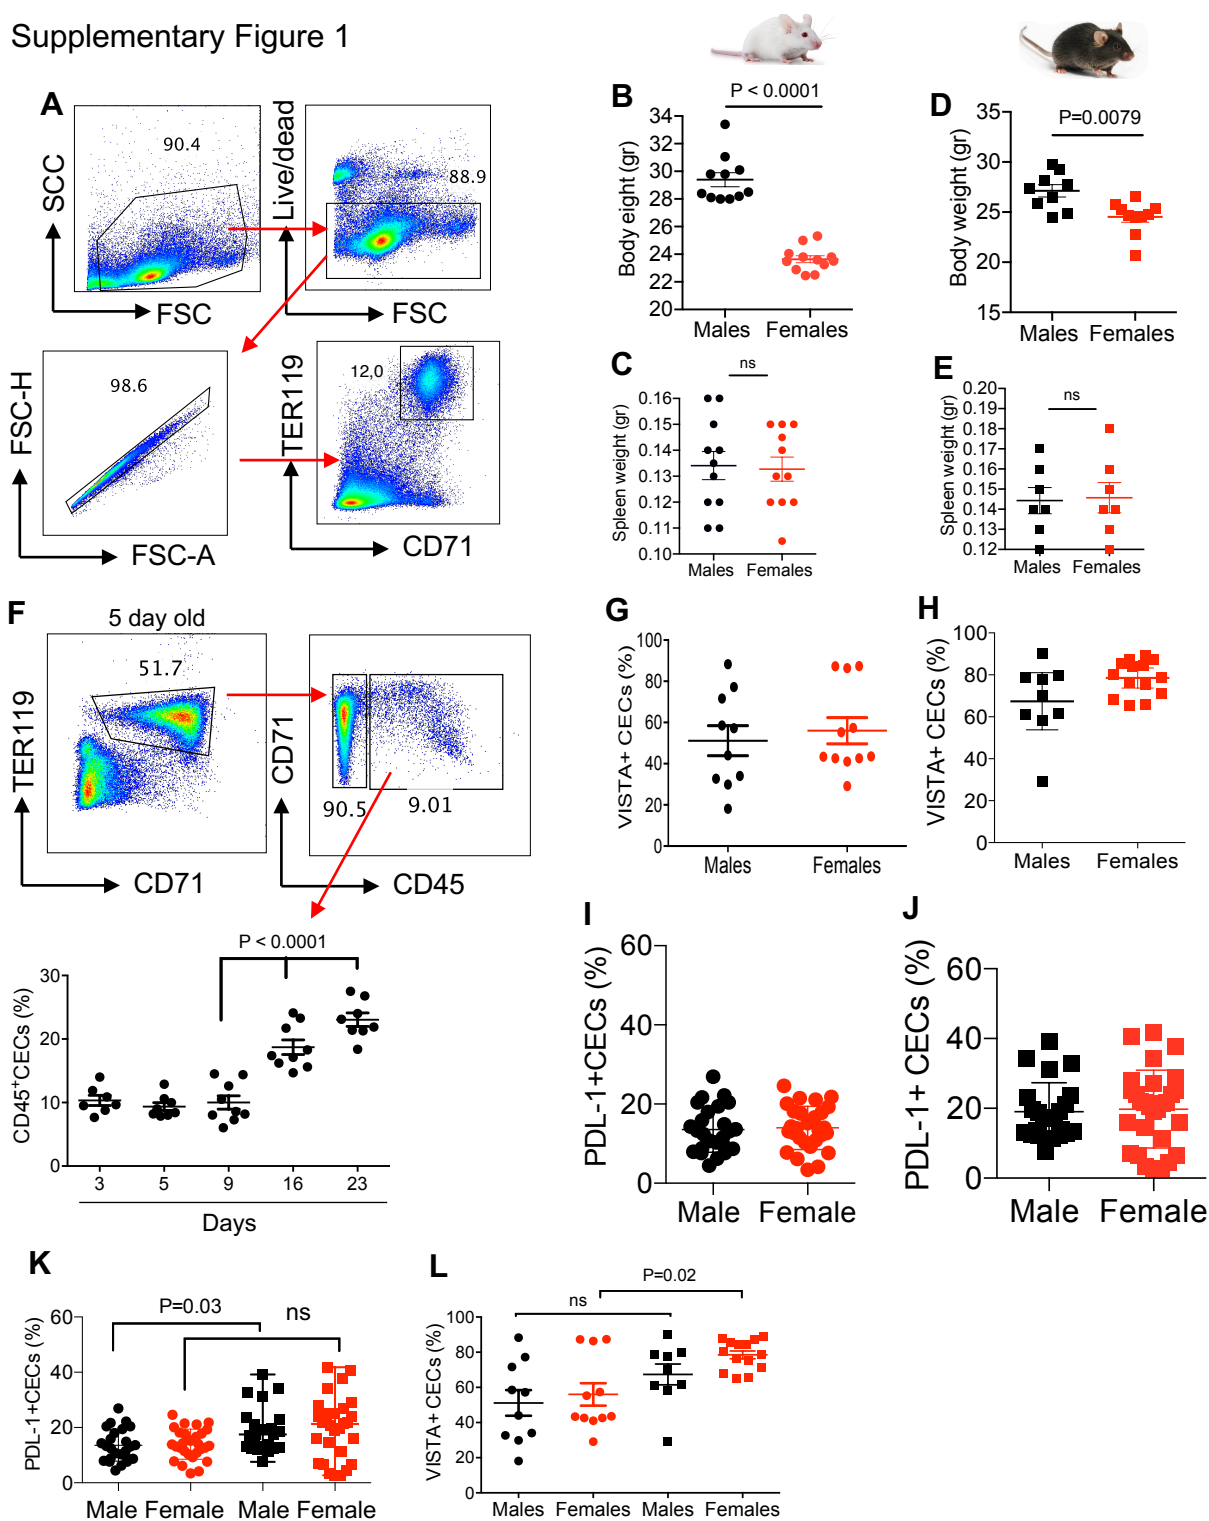 Supplementary Figure 1
A
SCC
90.4
FSC
Live/dead
88.9
FSC
FSC-H
98.6
FSC-A
TER119
12,0
CD71
B
P < 0.0001
Body eight (gr)
34
32
30
28
26
24
22
20
Males Females
D
P=0.0079
Body weight (gr)
35
30
25
20
15
Males Females
C
ns
Spleen weight (gr)
0.16
0.15
0.14
0.13
0.12
0.11
0.10
Males Females
E
ns
Spleen weight (gr)
0.20
0.19
0.18
0.17
0.16
0.15
0.14
0.13
0.12
Males Females
F
5 day old
TER119
51.7
CD71
CD71
90.5
9.01
CD45
P < 0.0001
CD45+CECs (%)
30
20
10
0
3 5 9 16 23
Days
G
VISTA+ CECs (%)
100
80
60
40
20
0
Males Females
H
VISTA+ CECs (%)
100
80
60
40
20
0
Males Females
I
PDL-1+CECs (%)
60
40
20
0
Male Female
J
PDL-1+ CECs (%)
60
40
20
0
Male Female
K
P=0.03
ns
PDL-1+CECs (%)
60
40
20
0
Male Female Male Female
L
P=0.02
ns
VISTA+ CECs (%)
100
80
60
40
20
0
Males Females Males Females